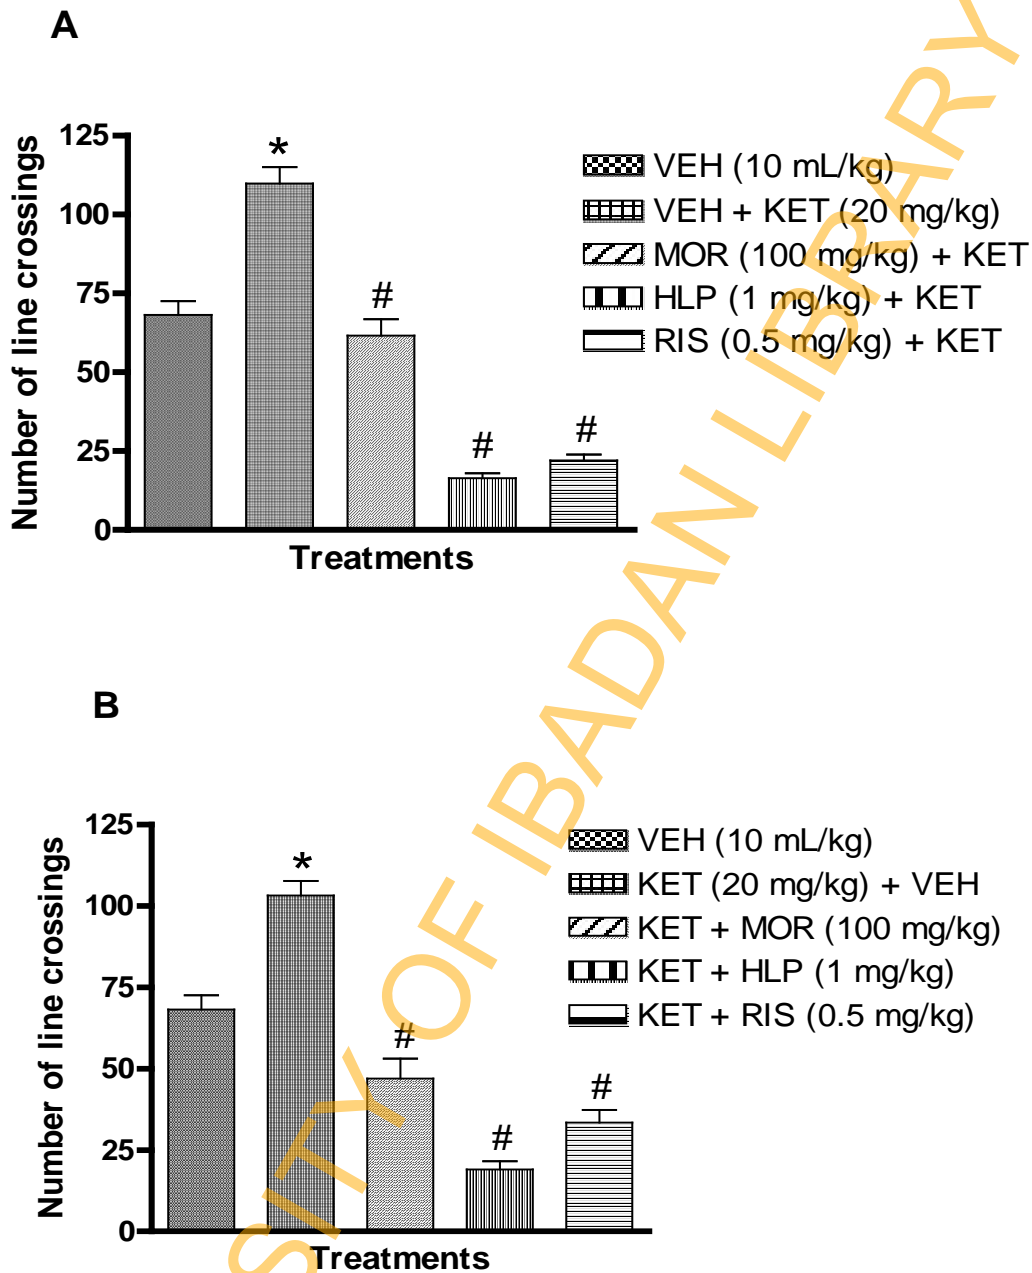 A
Number of line crossings
125
100
75
50
25
0
*
#
#
#
Treatments
VEH (10 mL/kg)
VEH + KET (20 mg/kg)
MOR (100 mg/kg) + KET
HLP (1 mg/kg) + KET
RIS (0.5 mg/kg) + KET
B
Number of line crossings
125
100
75
50
25
0
*
#
#
#
Treatments
VEH (10 mL/kg)
KET (20 mg/kg) + VEH
KET + MOR (100 mg/kg)
KET + HLP (1 mg/kg)
KET + RIS (0.5 mg/kg)
SITY OF IBADAN LIBRARY